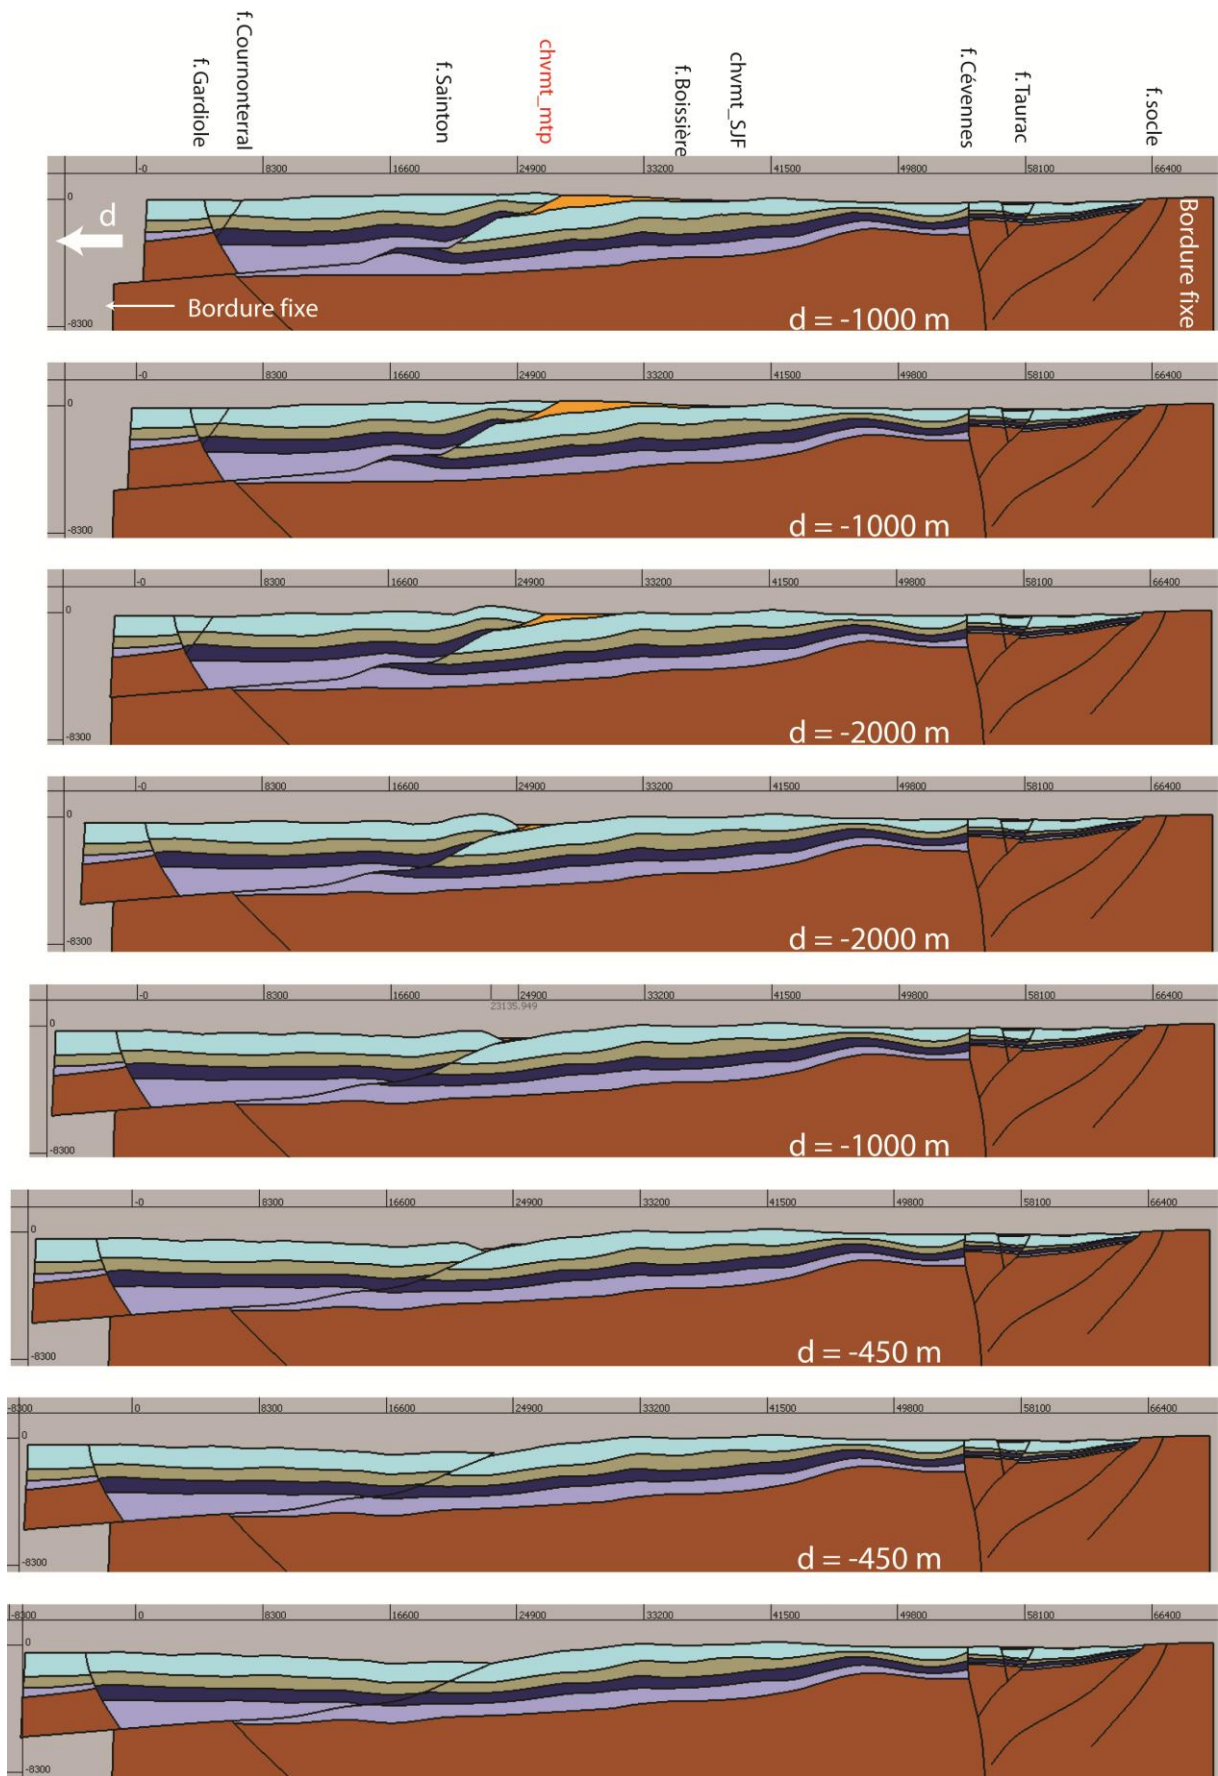 f.Gardiole
f.Cournonterral
f.Sainton
chvmt_mtp
f.Boissière
chvmt_SJF
f.Cévennes
f.Taurac
f.socle
-0 8300 16600 24900 33200 41500 49800 58100 66400
0
d
Bordure fixe
Bordure fixe
-8300
d = -1000 m
-0 8300 16600 24900 33200 41500 49800 58100 66400
0
-8300
d = -1000 m
-0 8300 16600 24900 33200 41500 49800 58100 66400
0
-8300
d = -2000 m
-0 8300 16600 24900 33200 41500 49800 58100 66400
0
-8300
d = -2000 m
-0 8300 16600 24900 33200 41500 49800 58100 66400
23135.949
0
-8300
d = -1000 m
-0 8300 16600 24900 33200 41500 49800 58100 66400
0
-8300
d = -450 m
-8300 0 8300 16600 24900 33200 41500 49800 58100 66400
0
-8300
d = -450 m
-8300 0 8300 16600 24900 33200 41500 49800 58100 66400
0
-8300